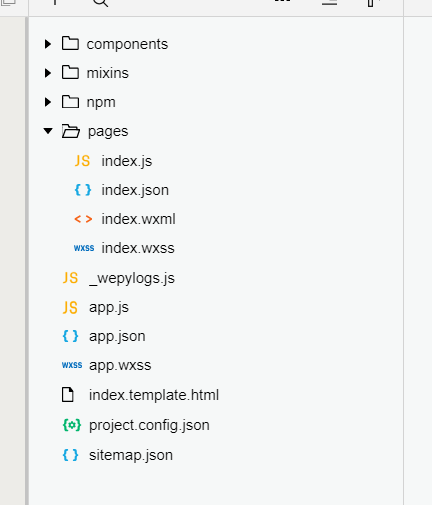 components
mixins
npm
pages
JS index.js
{ } index.json
< > index.wxml
wxss index.wxss
JS _wepylogs.js
JS app.js
{ } app.json
wxss app.wxss
index.template.html
project.config.json
{ } sitemap.json